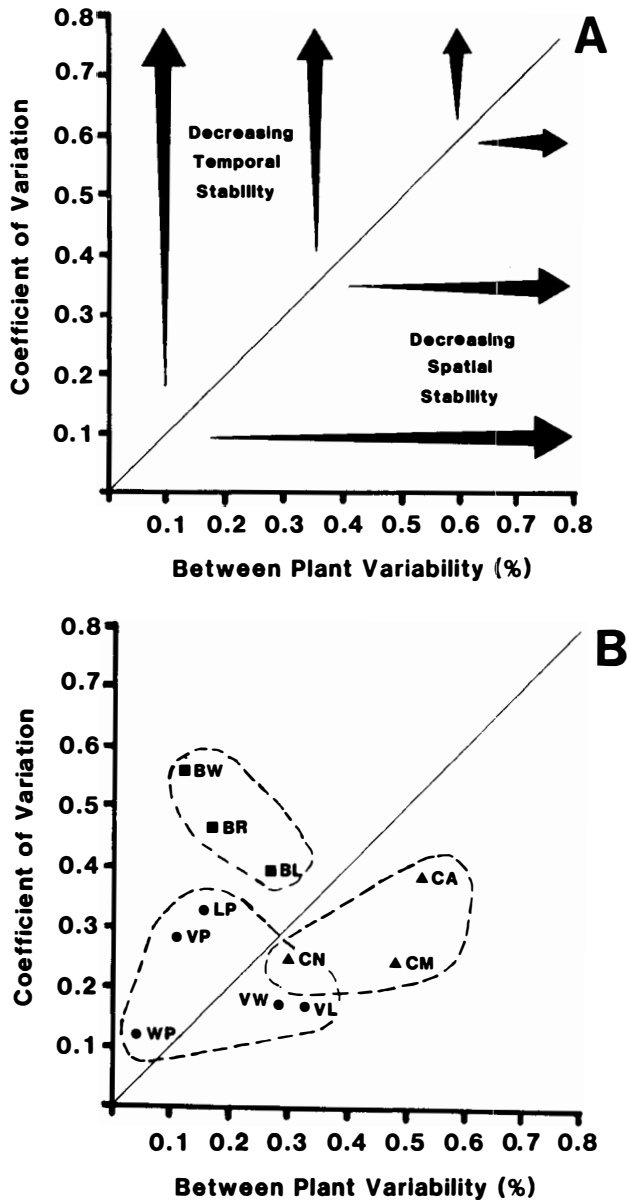 A
0.8
0.7
0.6
0.5
0.4
0.3
0.2
0.1
Coefficient of Variation
Decreasing
Temporal
Stability
Decreasing
Spatial
Stability
0.1 0.2 0.3 0.4 0.5 0.6 0.7 0.8
Between Plant Variability (%)
B
0.8
0.7
0.6
0.5
0.4
0.3
0.2
0.1
Coefficient of Variation
BW
BR
BL
CA
LP
VP
CN
CM
VW
VL
WP
0.1 0.2 0.3 0.4 0.5 0.6 0.7 0.8
Between Plant Variability (%)